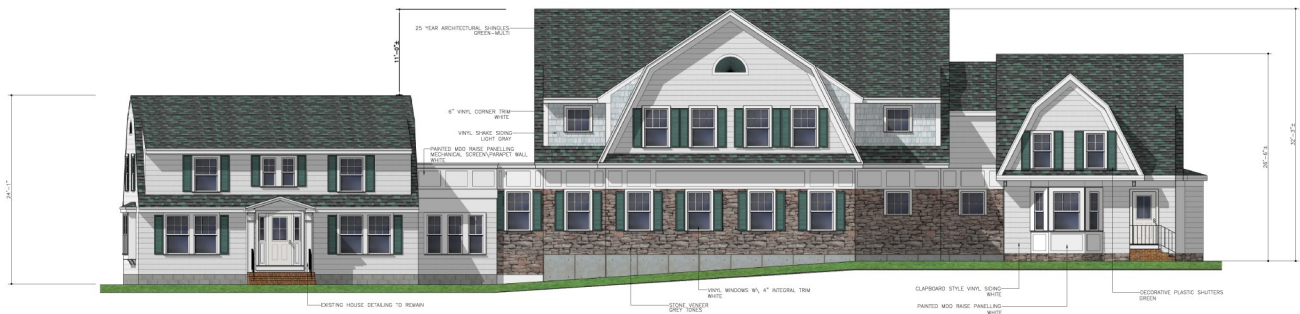 25 YEAR ARCHITECTURAL SHINGLES
GREEN-MULTI
11'-0"±
6" VINYL CORNER TRIM
WHITE
VINYL SHAKE SIDING
LIGHT GRAY
PAINTED MDO RAISE PANELLING
MECHANICAL SCREEN\PARAPET WALL
WHITE
24'-1"
32'-3"±
26'-6"±
EXISTING HOUSE DETAILING TO REMAIN
STONE VENEER
GREY TONES
VINYL WINDOWS W\ 4" INTEGRAL TRIM
WHITE
CLAPBOARD STYLE VINYL SIDING
WHITE
PAINTED MDO RAISE PANELLING
WHITE
DECORATIVE PLASTIC SHUTTERS
GREEN